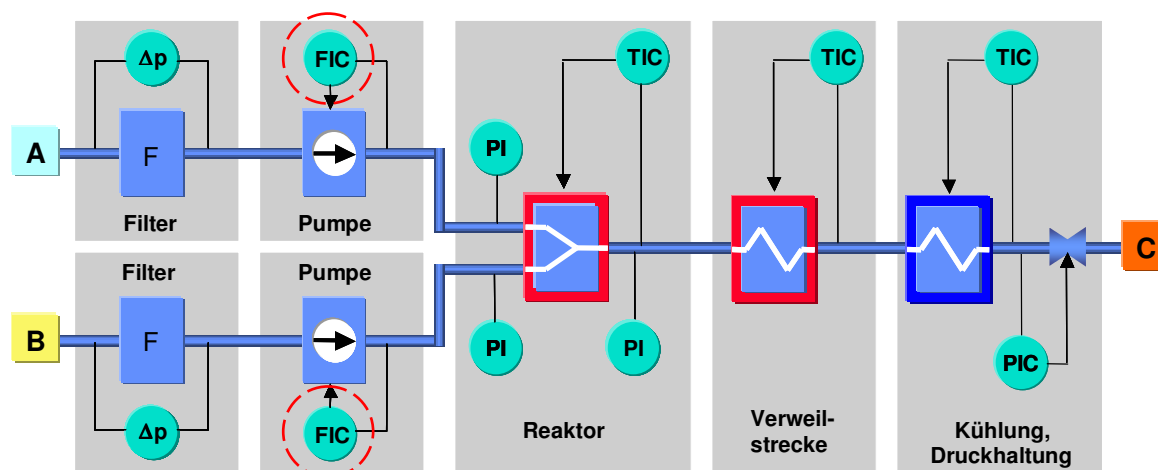 Δp
FIC
TIC
TIC
TIC
A
F
PI
Filter
Pumpe
Filter
Pumpe
C
B
F
PI
PI
PIC
Δp
FIC
Reaktor
Verweil-
strecke
Kühlung,
Druckhaltung